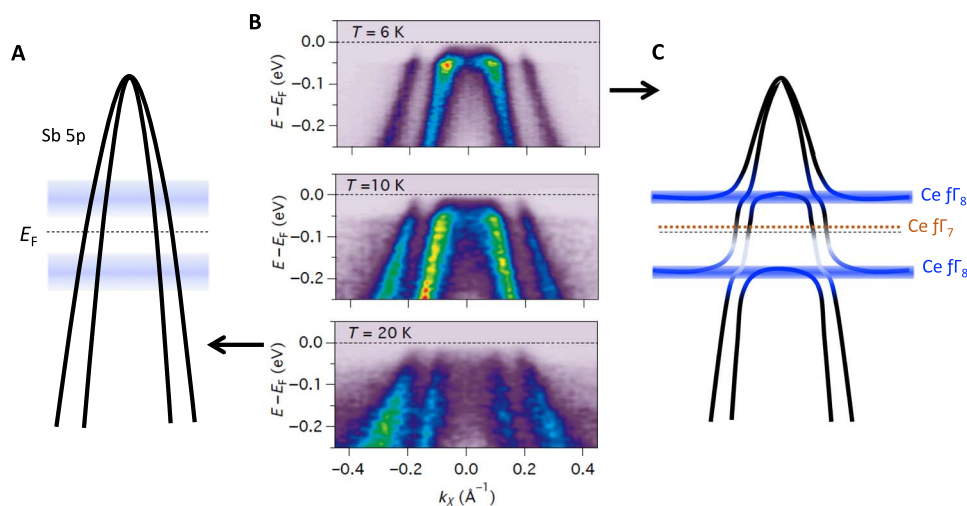 A
Sb 5p
E_F
B
T = 6 K
0.0
−0.1
−0.2
E − E_F (eV)
T =10 K
0.0
−0.1
−0.2
E − E_F (eV)
T = 20 K
0.0
−0.1
−0.2
E − E_F (eV)
−0.4 −0.2 0.0 0.2 0.4
k_X (Å⁻¹)
C
Ce fΓ₈
Ce fΓ₇
Ce fΓ₈